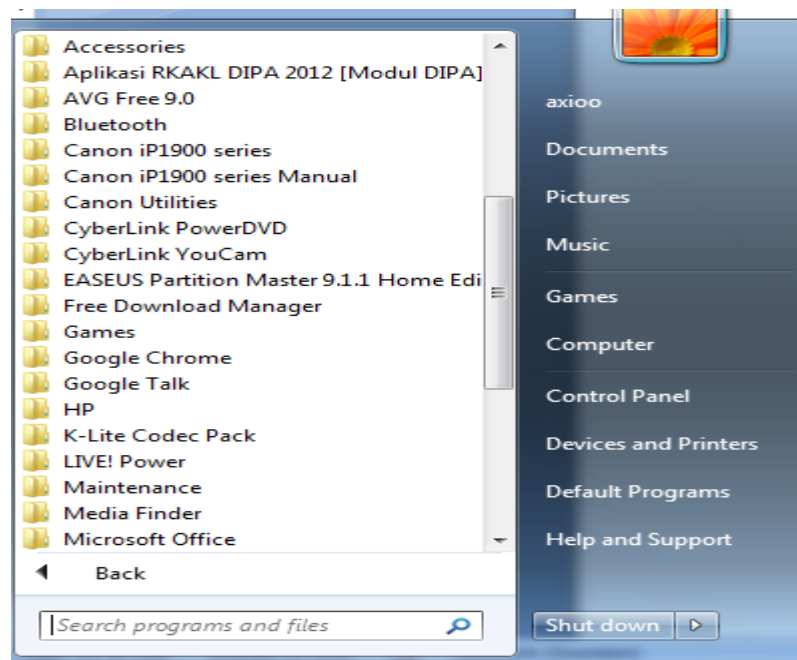 Accessories
Aplikasi RKAKL DIPA 2012 [Modul DIPA]
AVG Free 9.0
Bluetooth
Canon iP1900 series
Canon iP1900 series Manual
Canon Utilities
CyberLink PowerDVD
CyberLink YouCam
EASEUS Partition Master 9.1.1 Home Edi
Free Download Manager
Games
Google Chrome
Google Talk
HP
K-Lite Codec Pack
LIVE! Power
Maintenance
Media Finder
Microsoft Office
Back
Search programs and files
axioo
Documents
Pictures
Music
Games
Computer
Control Panel
Devices and Printers
Default Programs
Help and Support
Shut down